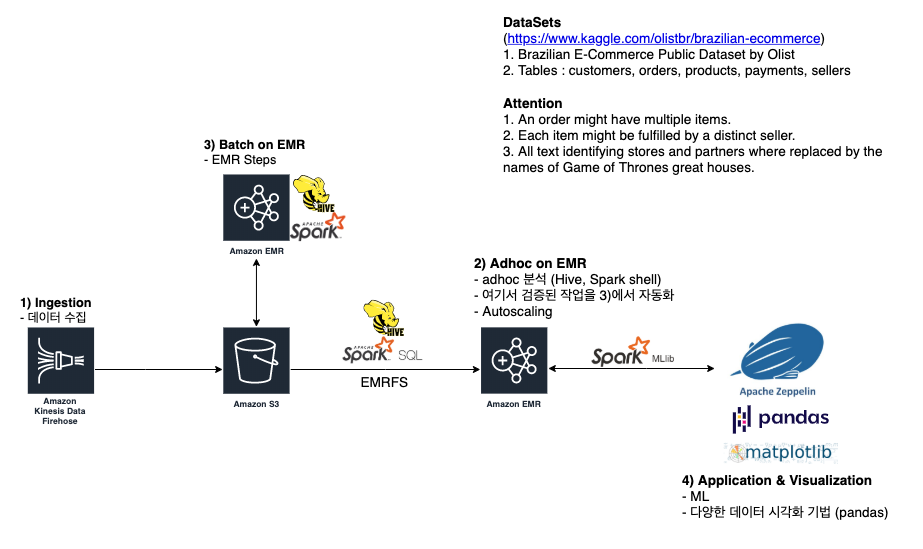 DataSets
(https://www.kaggle.com/olistbr/brazilian-ecommerce)
1. Brazilian E-Commerce Public Dataset by Olist
2. Tables : customers, orders, products, payments, sellers
Attention
1. An order might have multiple items.
2. Each item might be fulfilled by a distinct seller.
3. All text identifying stores and partners where replaced by the
names of Game of Thrones great houses.
3) Batch on EMR
- EMR Steps
HIVE
APACHE
Spark
Amazon EMR
2) Adhoc on EMR
- adhoc 분석 (Hive, Spark shell)
- 여기서 검증된 작업을 3)에서 자동화
- Autoscaling
1) Ingestion
- 데이터 수집
Amazon
Kinesis Data
Firehose
Amazon S3
HIVE
APACHE
Spark SQL
EMRFS
Amazon EMR
Spark MLlib
Apache Zeppelin
pandas
matplotlib
4) Application & Visualization
- ML
- 다양한 데이터 시각화 기법 (pandas)